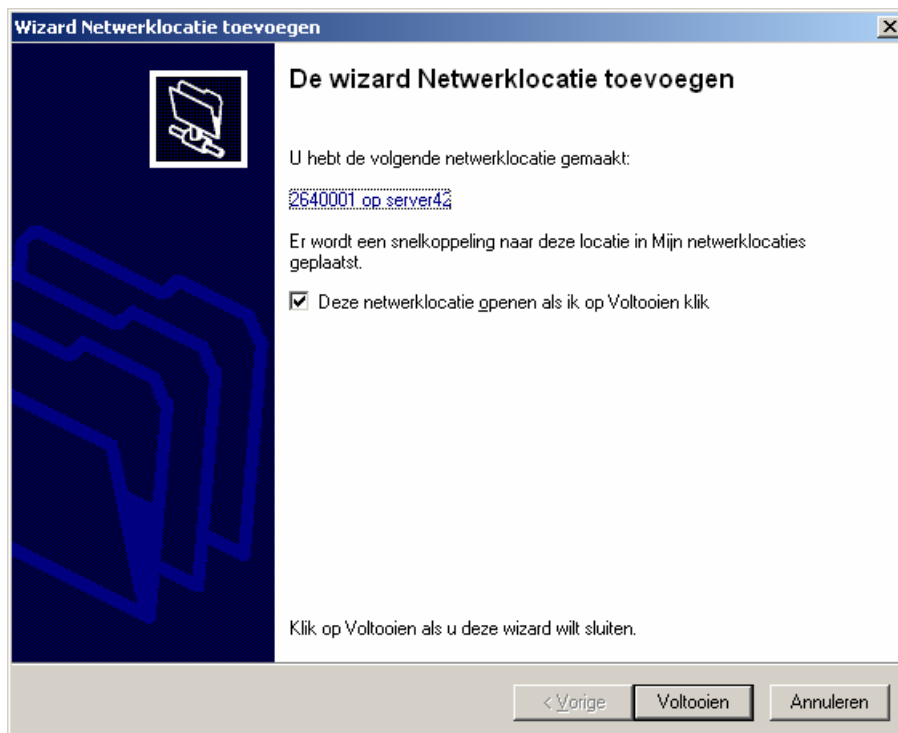 Wizard Netwerklocatie toevoegen
De wizard Netwerklocatie toevoegen
U hebt de volgende netwerklocatie gemaakt:
2640001 op server42
Er wordt een snelkoppeling naar deze locatie in Mijn netwerklocaties
geplaatst.
Deze netwerklocatie openen als ik op Voltooien klik
Klik op Voltooien als u deze wizard wilt sluiten.
< Vorige Voltooien Annuleren